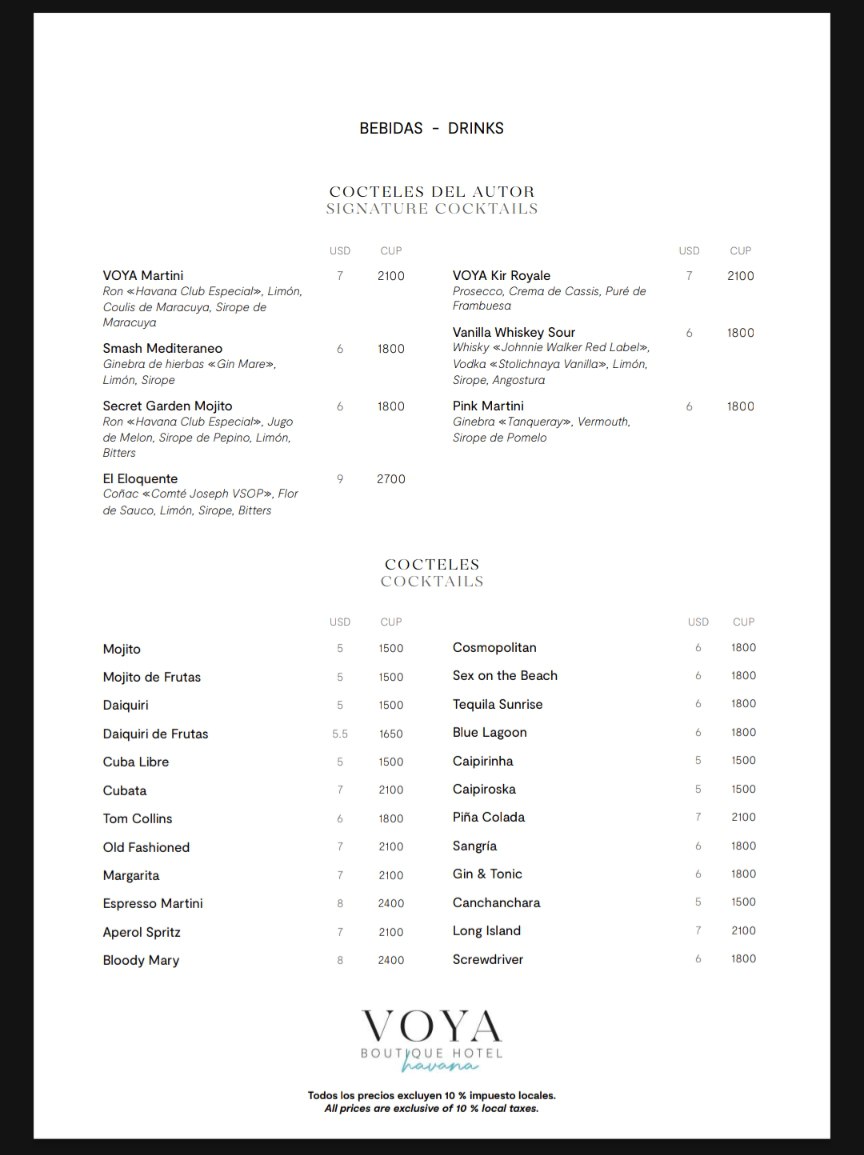 BEBIDAS - DRINKS
COCTELES DEL AUTOR
SIGNATURE COCKTAILS
USD CUP
VOYA Martini 7 2100
Ron «Havana Club Especial», Limón,
Coulis de Maracuya, Sirope de
Maracuya
Smash Mediteraneo 6 1800
Ginebra de hierbas «Gin Mare»,
Limón, Sirope
Secret Garden Mojito 6 1800
Ron «Havana Club Especial», Jugo
de Melon, Sirope de Pepino, Limón,
Bitters
El Eloquente 9 2700
Coñac «Comté Joseph VSOP», Flor
de Sauco, Limón, Sirope, Bitters
USD CUP
VOYA Kir Royale 7 2100
Prosecco, Crema de Cassis, Puré de
Frambuesa
Vanilla Whiskey Sour 6 1800
Whisky «Johnnie Walker Red Label»,
Vodka «Stolichnaya Vanilla», Limón,
Sirope, Angostura
Pink Martini 6 1800
Ginebra «Tanqueray», Vermouth,
Sirope de Pomelo
COCTELES
COCKTAILS
USD CUP
Mojito 5 1500
Mojito de Frutas 5 1500
Daiquiri 5 1500
Daiquiri de Frutas 5.5 1650
Cuba Libre 5 1500
Cubata 7 2100
Tom Collins 6 1800
Old Fashioned 7 2100
Margarita 7 2100
Espresso Martini 8 2400
Aperol Spritz 7 2100
Bloody Mary 8 2400
USD CUP
Cosmopolitan 6 1800
Sex on the Beach 6 1800
Tequila Sunrise 6 1800
Blue Lagoon 6 1800
Caipirinha 5 1500
Caipiroska 5 1500
Piña Colada 7 2100
Sangría 6 1800
Gin & Tonic 6 1800
Canchanchara 5 1500
Long Island 7 2100
Screwdriver 6 1800
VOYA
BOUTIQUE HOTEL
havana
Todos los precios excluyen 10 % impuesto locales.
All prices are exclusive of 10 % local taxes.